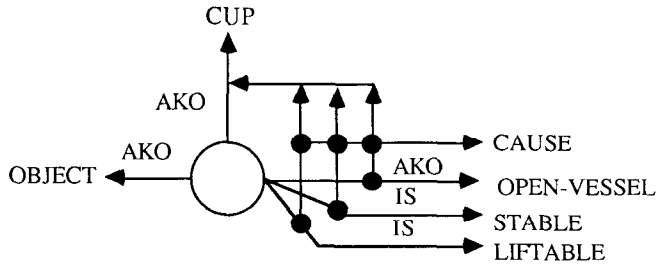 CUP
AKO
CAUSE
AKO
AKO
OBJECT
OPEN-VESSEL
IS
STABLE
IS
LIFTABLE